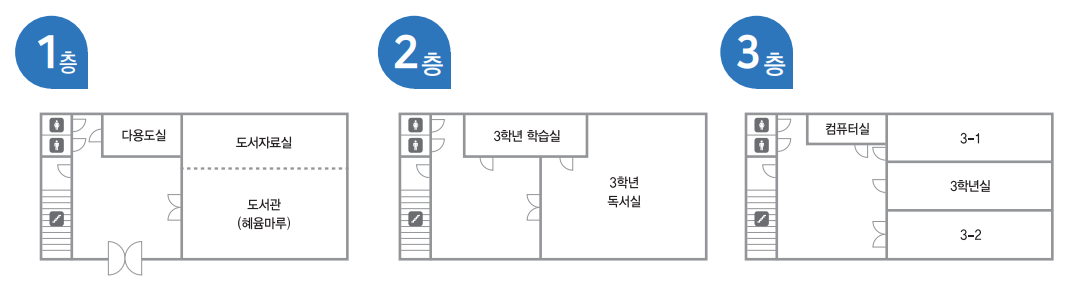 1층
다용도실
도서자료실
도서관
(혜윰마루)
2층
3학년 학습실
3학년
독서실
3층
컴퓨터실
3-1
3학년실
3-2